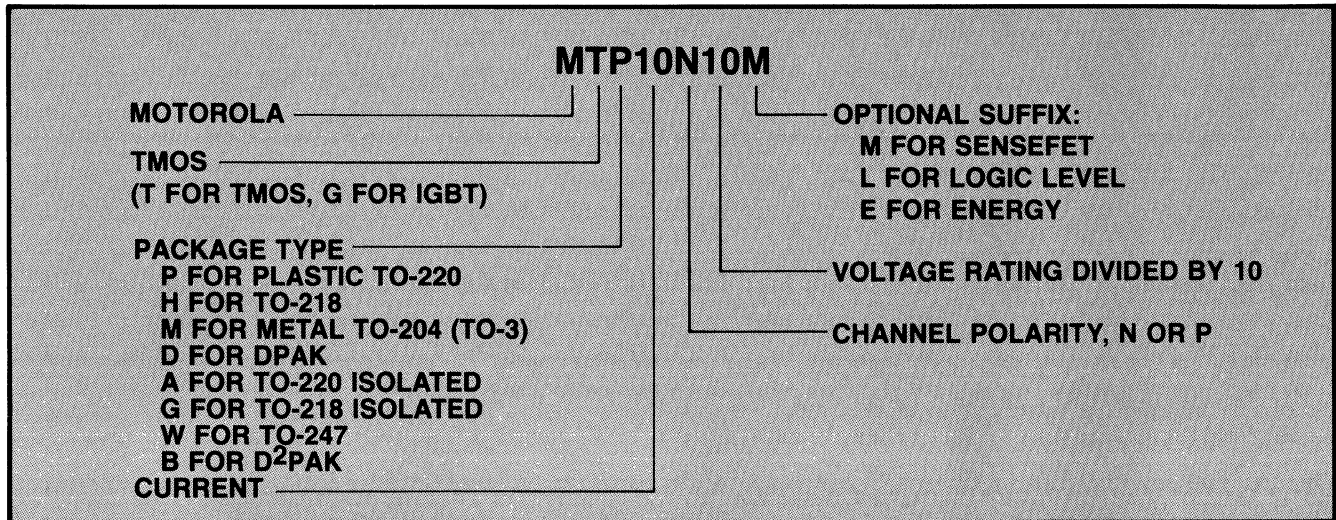 MTP10N10M
MOTOROLA
TMOS
(T FOR TMOS, G FOR IGBT)
PACKAGE TYPE
P FOR PLASTIC TO-220
H FOR TO-218
M FOR METAL TO-204 (TO-3)
D FOR DPAK
A FOR TO-220 ISOLATED
G FOR TO-218 ISOLATED
W FOR TO-247
B FOR D²PAK
CURRENT
OPTIONAL SUFFIX:
M FOR SENSEFET
L FOR LOGIC LEVEL
E FOR ENERGY
VOLTAGE RATING DIVIDED BY 10
CHANNEL POLARITY, N OR P